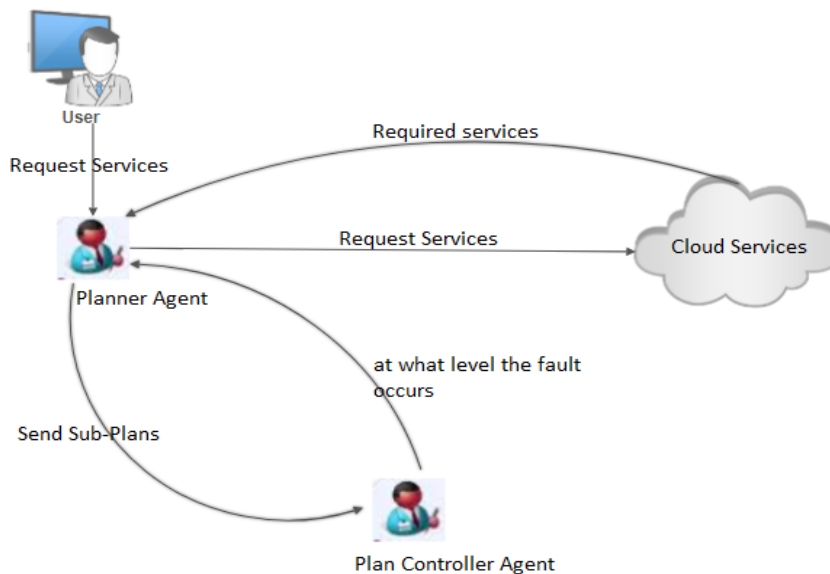 User
Required services
Request Services
Request Services
Cloud Services
Planner Agent
at what level the fault
occurs
Send Sub-Plans
Plan Controller Agent